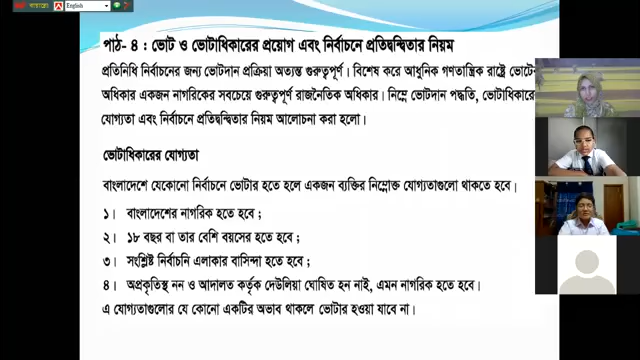 English
পাঠ- ৪ : ভোট ও ভোটাধিকারের প্রয়োগ এবং নির্বাচনে প্রতিদ্বন্দ্বিতার নিয়ম
প্রতিনিধি নির্বাচনের জন্য ভোটদান প্রক্রিয়া অত্যন্ত গুরুত্বপূর্ণ। বিশেষ করে আধুনিক গণতান্ত্রিক রাষ্ট্রে ভোটের
অধিকার একজন নাগরিকের সবচেয়ে গুরুত্বপূর্ণ রাজনৈতিক অধিকার। নিম্নে ভোটদান পদ্ধতি, ভোটাধিকারে
যোগ্যতা এবং নির্বাচনে প্রতিদ্বন্দ্বিতার নিয়ম আলোচনা করা হলো।
ভোটাধিকারের যোগ্যতা
বাংলাদেশে যেকোনো নির্বাচনে ভোটার হতে হলে একজন ব্যক্তির নিম্নোক্ত যোগ্যতাগুলো থাকতে হবে।
১। বাংলাদেশের নাগরিক হতে হবে ;
২। ১৮ বছর বা তার বেশি বয়সের হতে হবে ;
৩। সংশ্লিষ্ট নির্বাচনি এলাকার বাসিন্দা হতে হবে ;
৪। অপ্রকৃতিস্থ নন ও আদালত কর্তৃক দেউলিয়া ঘোষিত হন নাই, এমন নাগরিক হতে হবে।
এ যোগ্যতাগুলোর যে কোনো একটির অভাব থাকলে ভোটার হওয়া যাবে না।